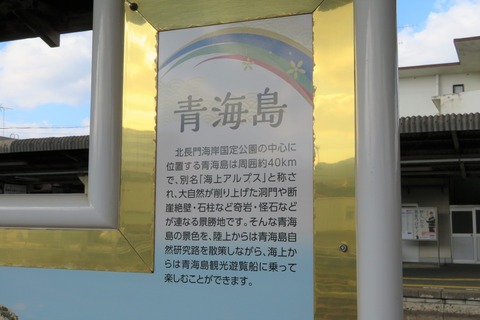 青海島
北長門海岸国定公園の中心に
位置する青海島は周囲約40km
で、別名「海上アルプス」と称さ
れ、大自然が削り上げた洞門や断
崖絶壁・石柱など奇岩・怪石など
が連なる景勝地です。そんな青海
島の景色を、陸上からは青海島自
然研究路を散策しながら、海上か
らは青海島観光遊覧船に乗って
楽しむことができます。